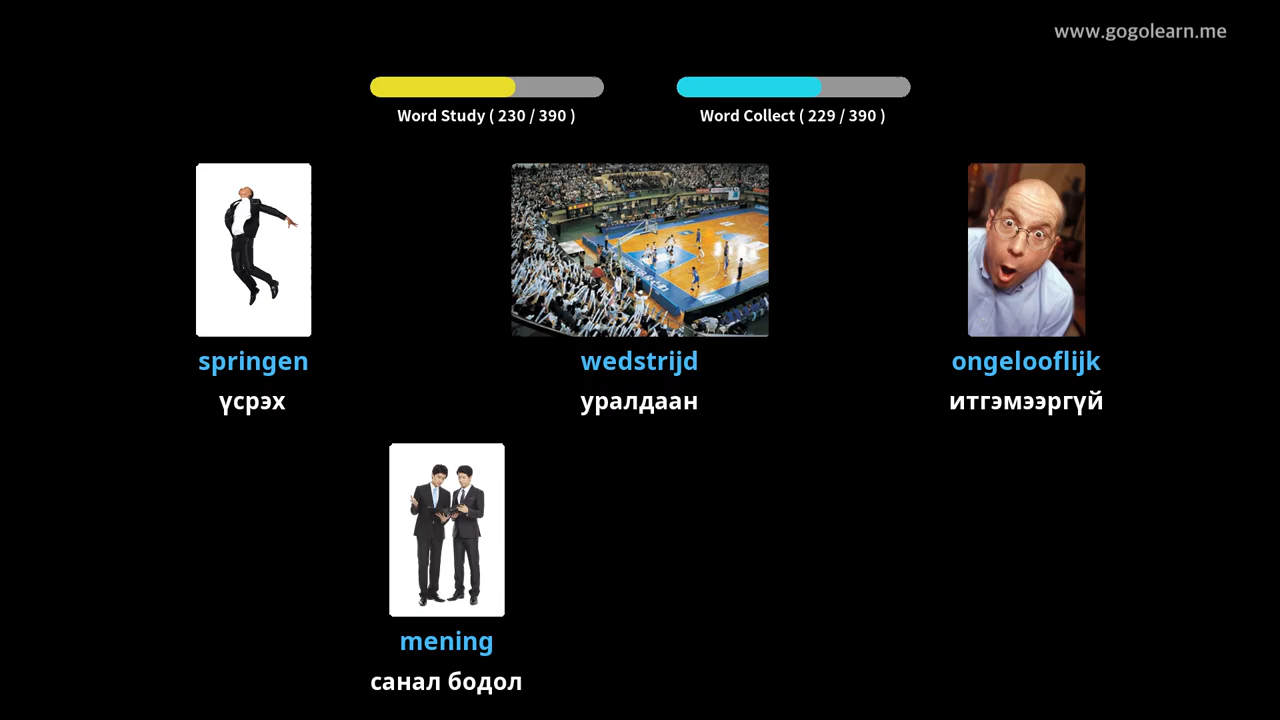 www.gogolearn.me
Word Study ( 230 / 390 )
Word Collect ( 229 / 390 )
springen
үсрэх
wedstrijd
уралдаан
ongelooflijk
итгэмээргүй
mening
санал бодол